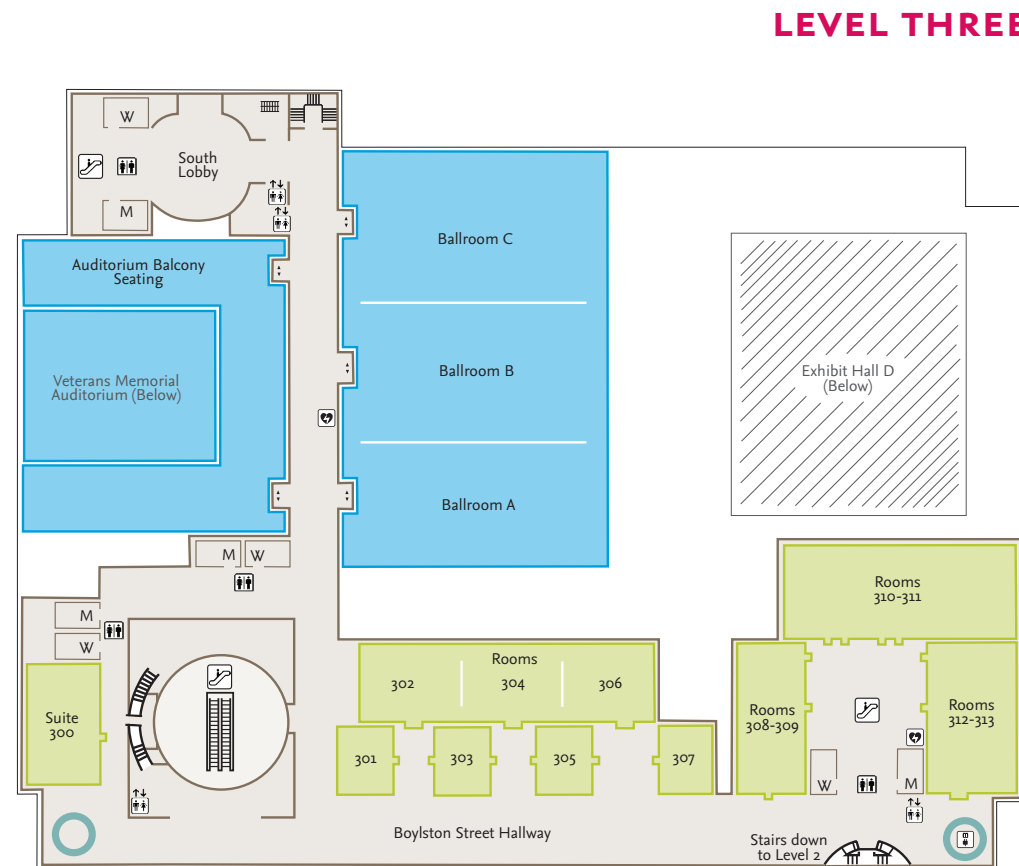 LEVEL THREE
W
South
Lobby
M
Auditorium Balcony
Seating
Ballroom C
Veterans Memorial
Auditorium (Below)
Ballroom B
Exhibit Hall D
(Below)
Ballroom A
M
W
Rooms
310-311
M
W
Rooms
302
304
306
Suite
300
Rooms
308-309
Rooms
312-313
301
303
305
307
W
M
Boylston Street Hallway
Stairs down
to Level 2